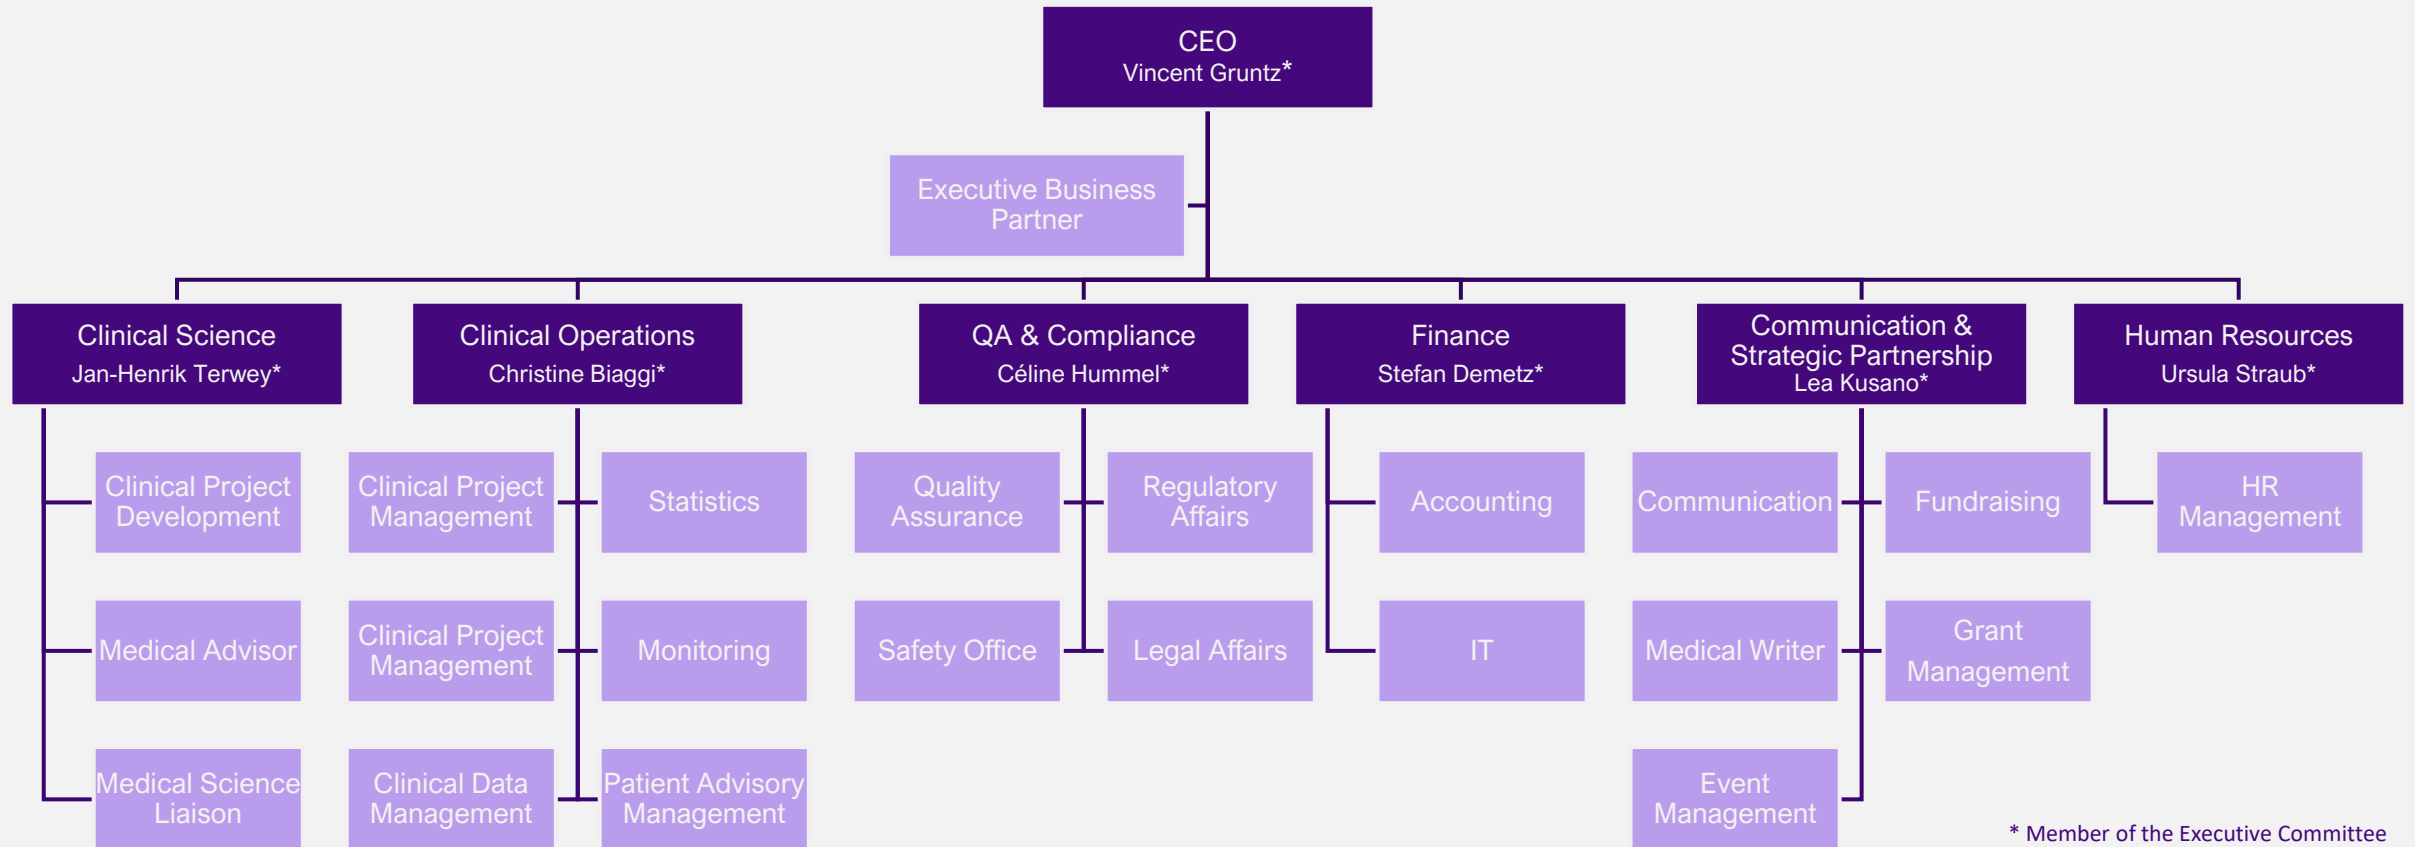 CEO
Vincent Gruntz*
Executive Business
Partner
Clinical Science
Jan-Henrik Terwey*
Clinical Operations
Christine Biaggi*
QA & Compliance
Céline Hummel*
Finance
Stefan Demetz*
Communication &
Strategic Partnership
Lea Kusano*
Human Resources
Ursula Straub*
Clinical Project
Development
Clinical Project
Management
Statistics
Quality
Assurance
Regulatory
Affairs
Accounting
Communication
Fundraising
HR
Management
Medical Advisor
Clinical Project
Management
Monitoring
Safety Office
Legal Affairs
IT
Medical Writer
Grant
Management
Medical Science
Liaison
Clinical Data
Management
Patient Advisory
Management
Event
Management
* Member of the Executive Committee